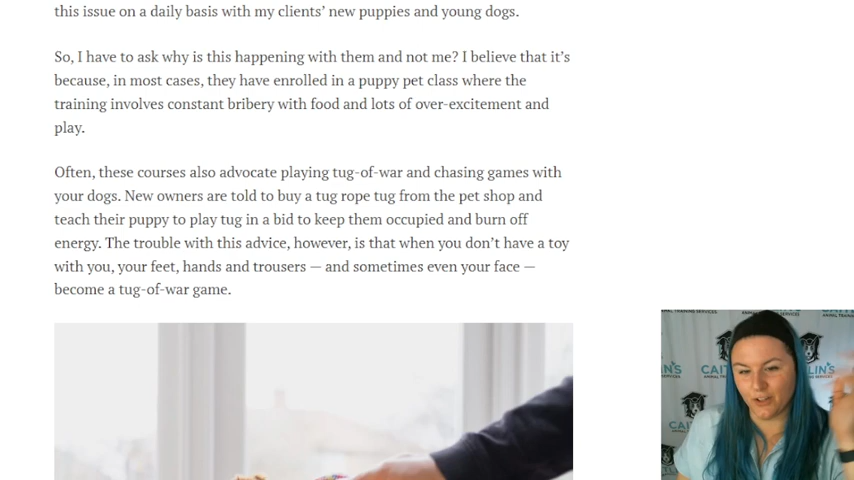 this issue on a daily basis with my clients’ new puppies and young dogs.
So, I have to ask why is this happening with them and not me? I believe that it’s
because, in most cases, they have enrolled in a puppy pet class where the
training involves constant bribery with food and lots of over-excitement and
play.
Often, these courses also advocate playing tug-of-war and chasing games with
your dogs. New owners are told to buy a tug rope tug from the pet shop and
teach their puppy to play tug in a bid to keep them occupied and burn off
energy. The trouble with this advice, however, is that when you don’t have a toy
with you, your feet, hands and trousers — and sometimes even your face —
become a tug-of-war game.